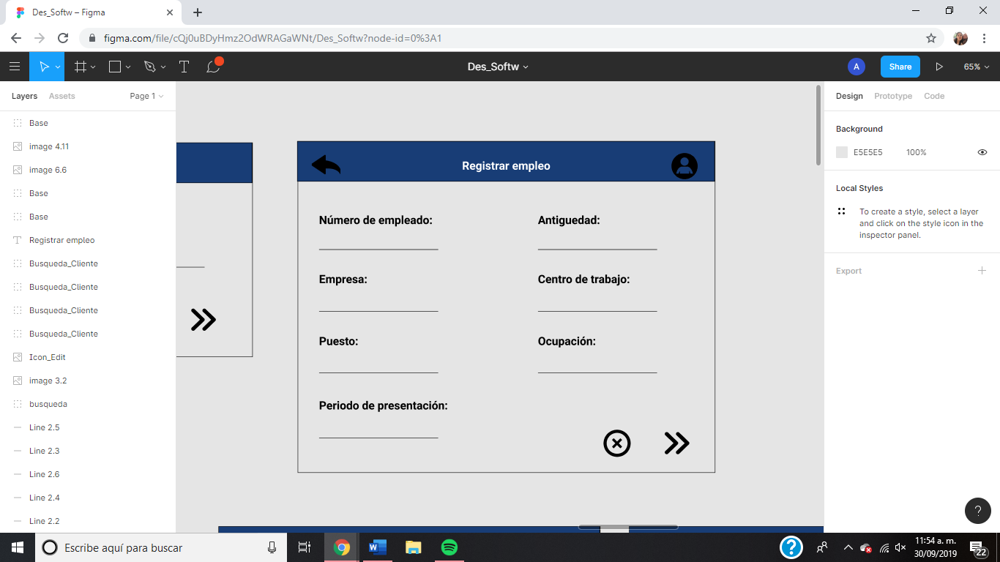 Des_Softw – Figma
figma.com/file/cQj0uBDyHmz2OdWRAGaWNt/Des_Softw?node-id=0%3A1
Des_Softw
A
Share
65%
Layers
Assets
Page 1
Base
image 4.11
image 6.6
Base
Base
Registrar empleo
Busqueda_Cliente
Busqueda_Cliente
Busqueda_Cliente
Busqueda_Cliente
Icon_Edit
image 3.2
busqueda
Line 2.5
Line 2.3
Line 2.6
Line 2.4
Line 2.2
Registrar empleo
Número de empleado:
Antiguedad:
Empresa:
Centro de trabajo:
Puesto:
Ocupación:
Periodo de presentación:
Design
Prototype
Code
Background
E5E5E5
100%
Local Styles
To create a style, select a layer
and click on the style icon in the
inspector panel.
Export
?
Escribe aquí para buscar
?
11:54 a. m.
30/09/2019
22